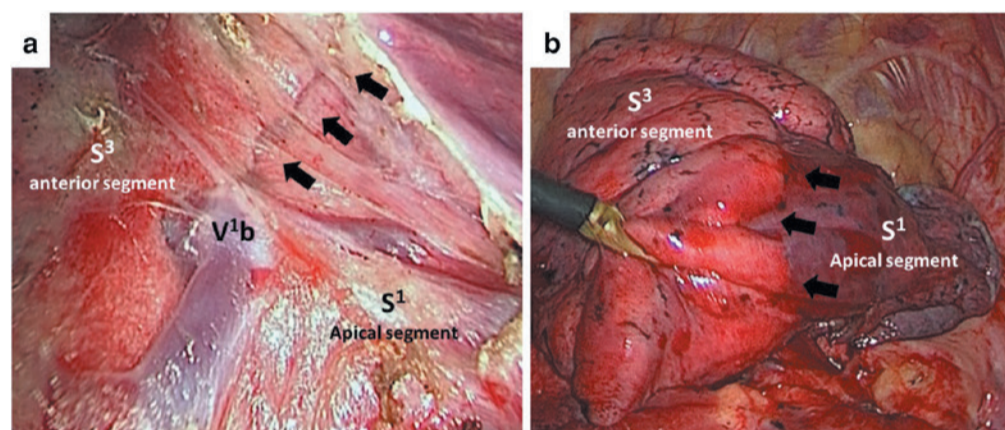 a
S³
anterior segment
V¹b
S¹
Apical segment
b
S³
anterior segment
S¹
Apical segment